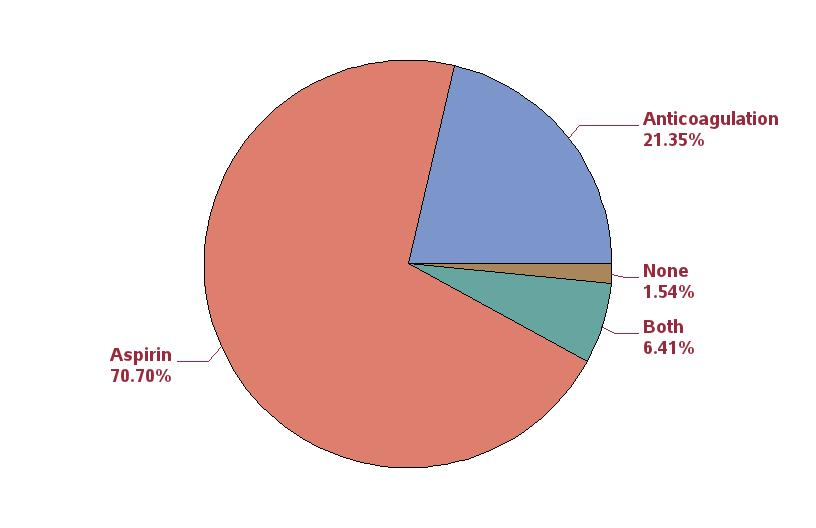 Anticoagulation
21.35%
None
1.54%
Both
6.41%
Aspirin
70.70%